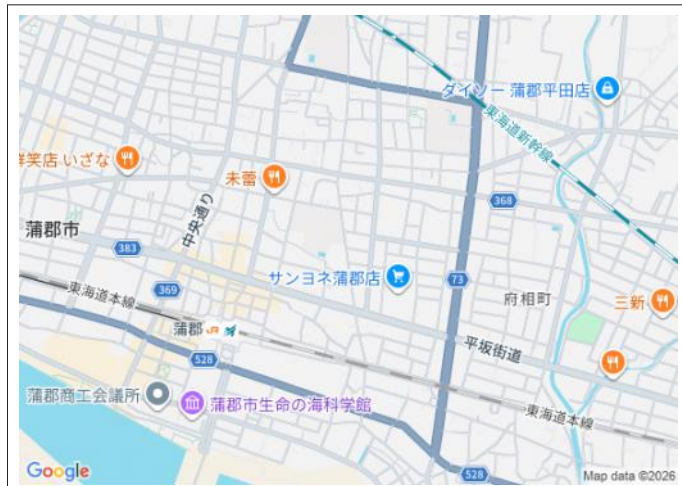 ダイソー 蒲郡平田店
東海道新幹線
鮮笑店 いざな
未蕾
368
中央通り
蒲郡市
383
サンヨネ蒲郡店
73
369
府相町
三新
東海道本線
蒲郡
JR
平坂街道
528
蒲郡商工会議所
蒲郡市生命の海科学館
東海道本線
528
Google
Map data ©2026